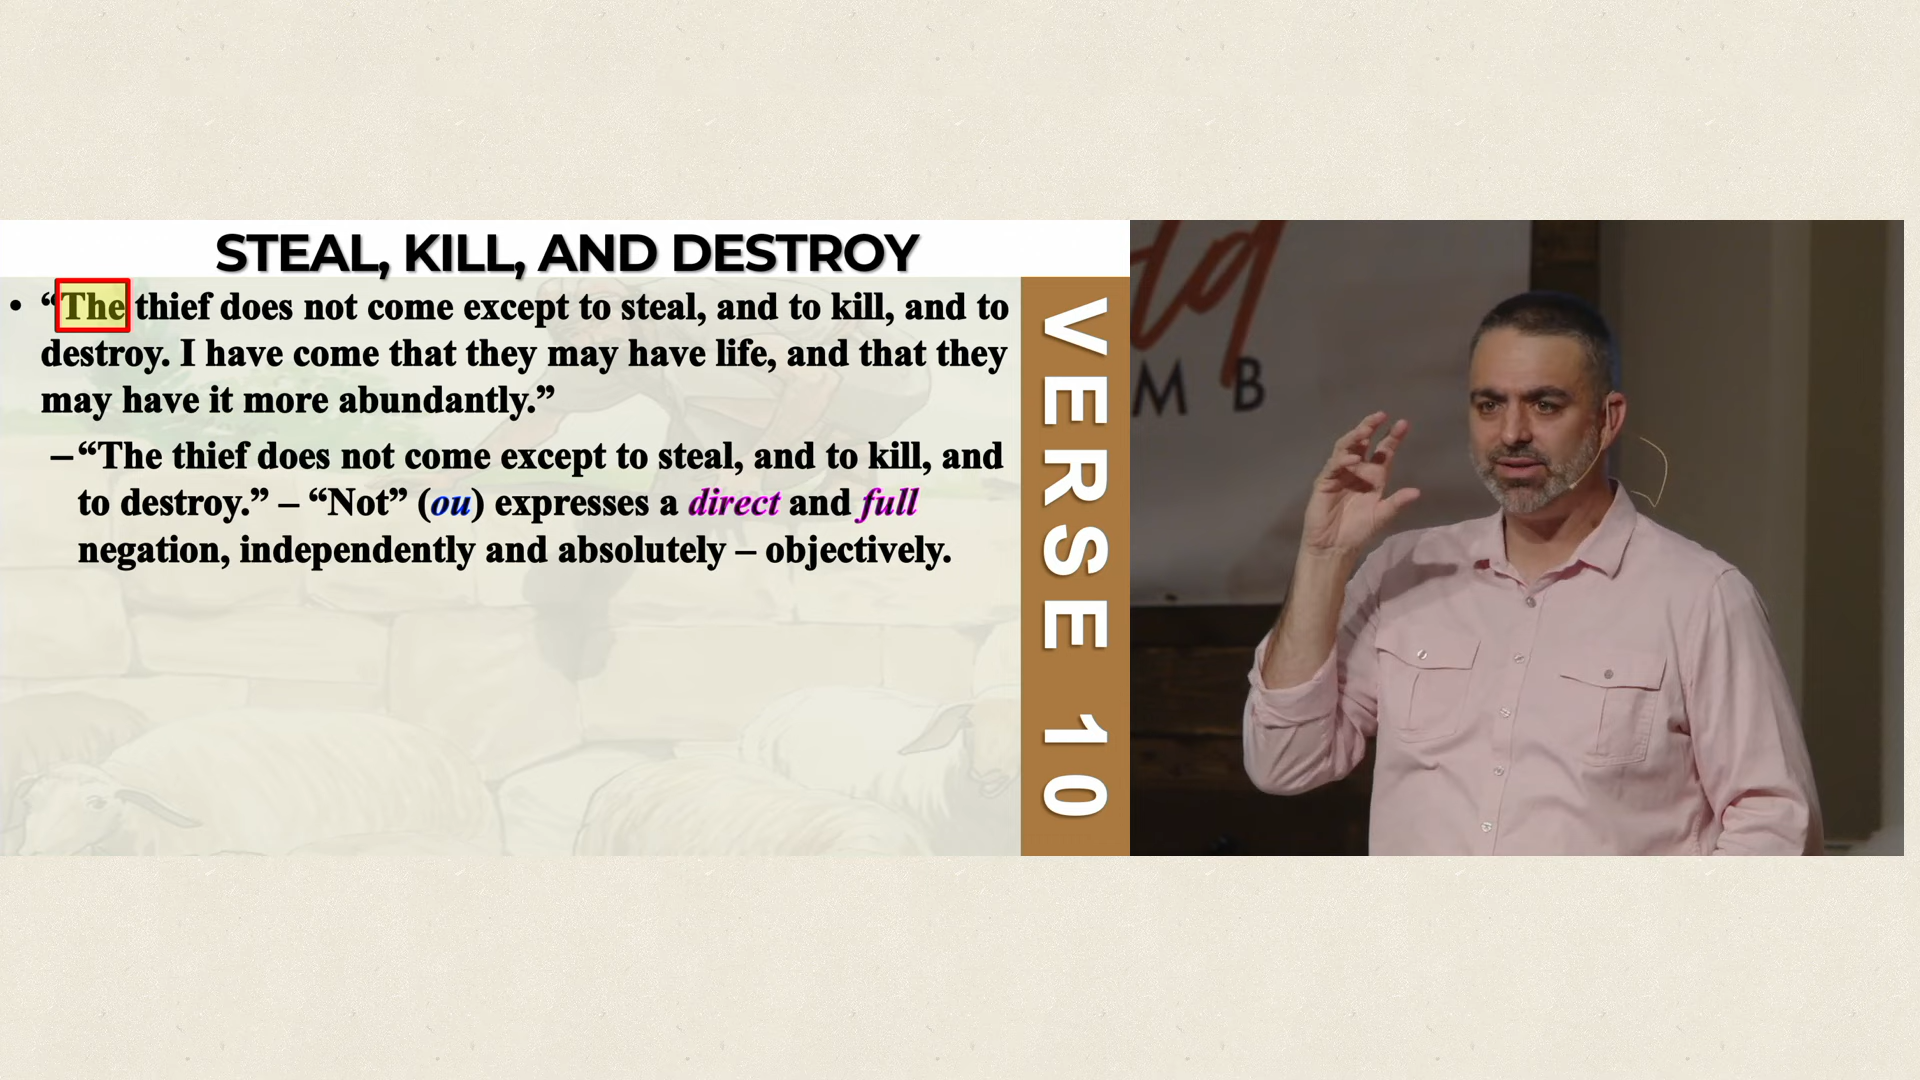 STEAL, KILL, AND DESTROY
• “The thief does not come except to steal, and to kill, and to
destroy. I have come that they may have life, and that they
may have it more abundantly.”
– “The thief does not come except to steal, and to kill, and
to destroy.” – “Not” (ou) expresses a direct and full
negation, independently and absolutely – objectively.
VERSE 10
MB